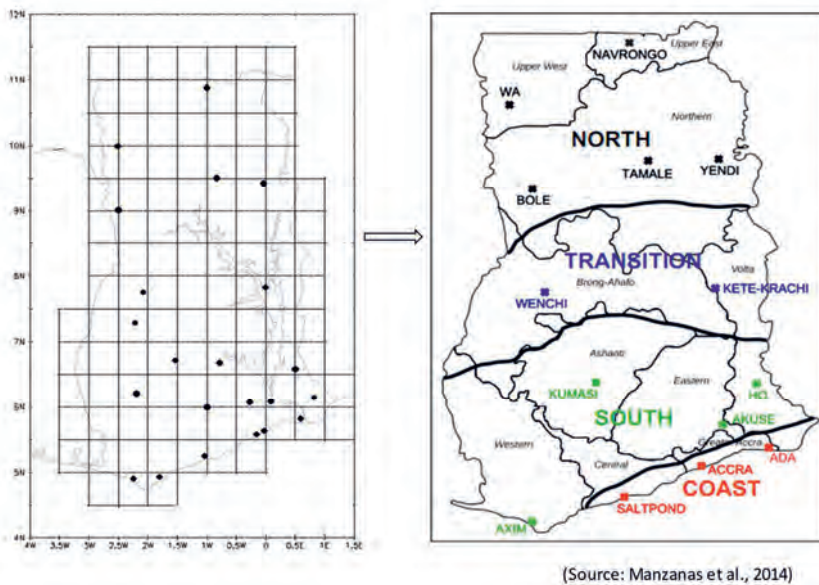 12N
11N
10N
9N
8N
7N
6N
5N
4N
4W 3.5W 3W 2.5W 2W 1.5W 1W 0.5W 0 0.5E 1E 1.5E
Upper West
NAVRONGO
Upper East
WA
Northern
NORTH
TAMALE
YENDI
BOLE
TRANSITION
Volta
Brong-Ahafo
WENCHI
KETE-KRACHI
Ashanti
KUMASI
Eastern
HO
SOUTH
AKUSE
Western
Greater Accra
Central
ADA
ACCRA
COAST
SALTPOND
AXIM
(Source: Manzanas et al., 2014)